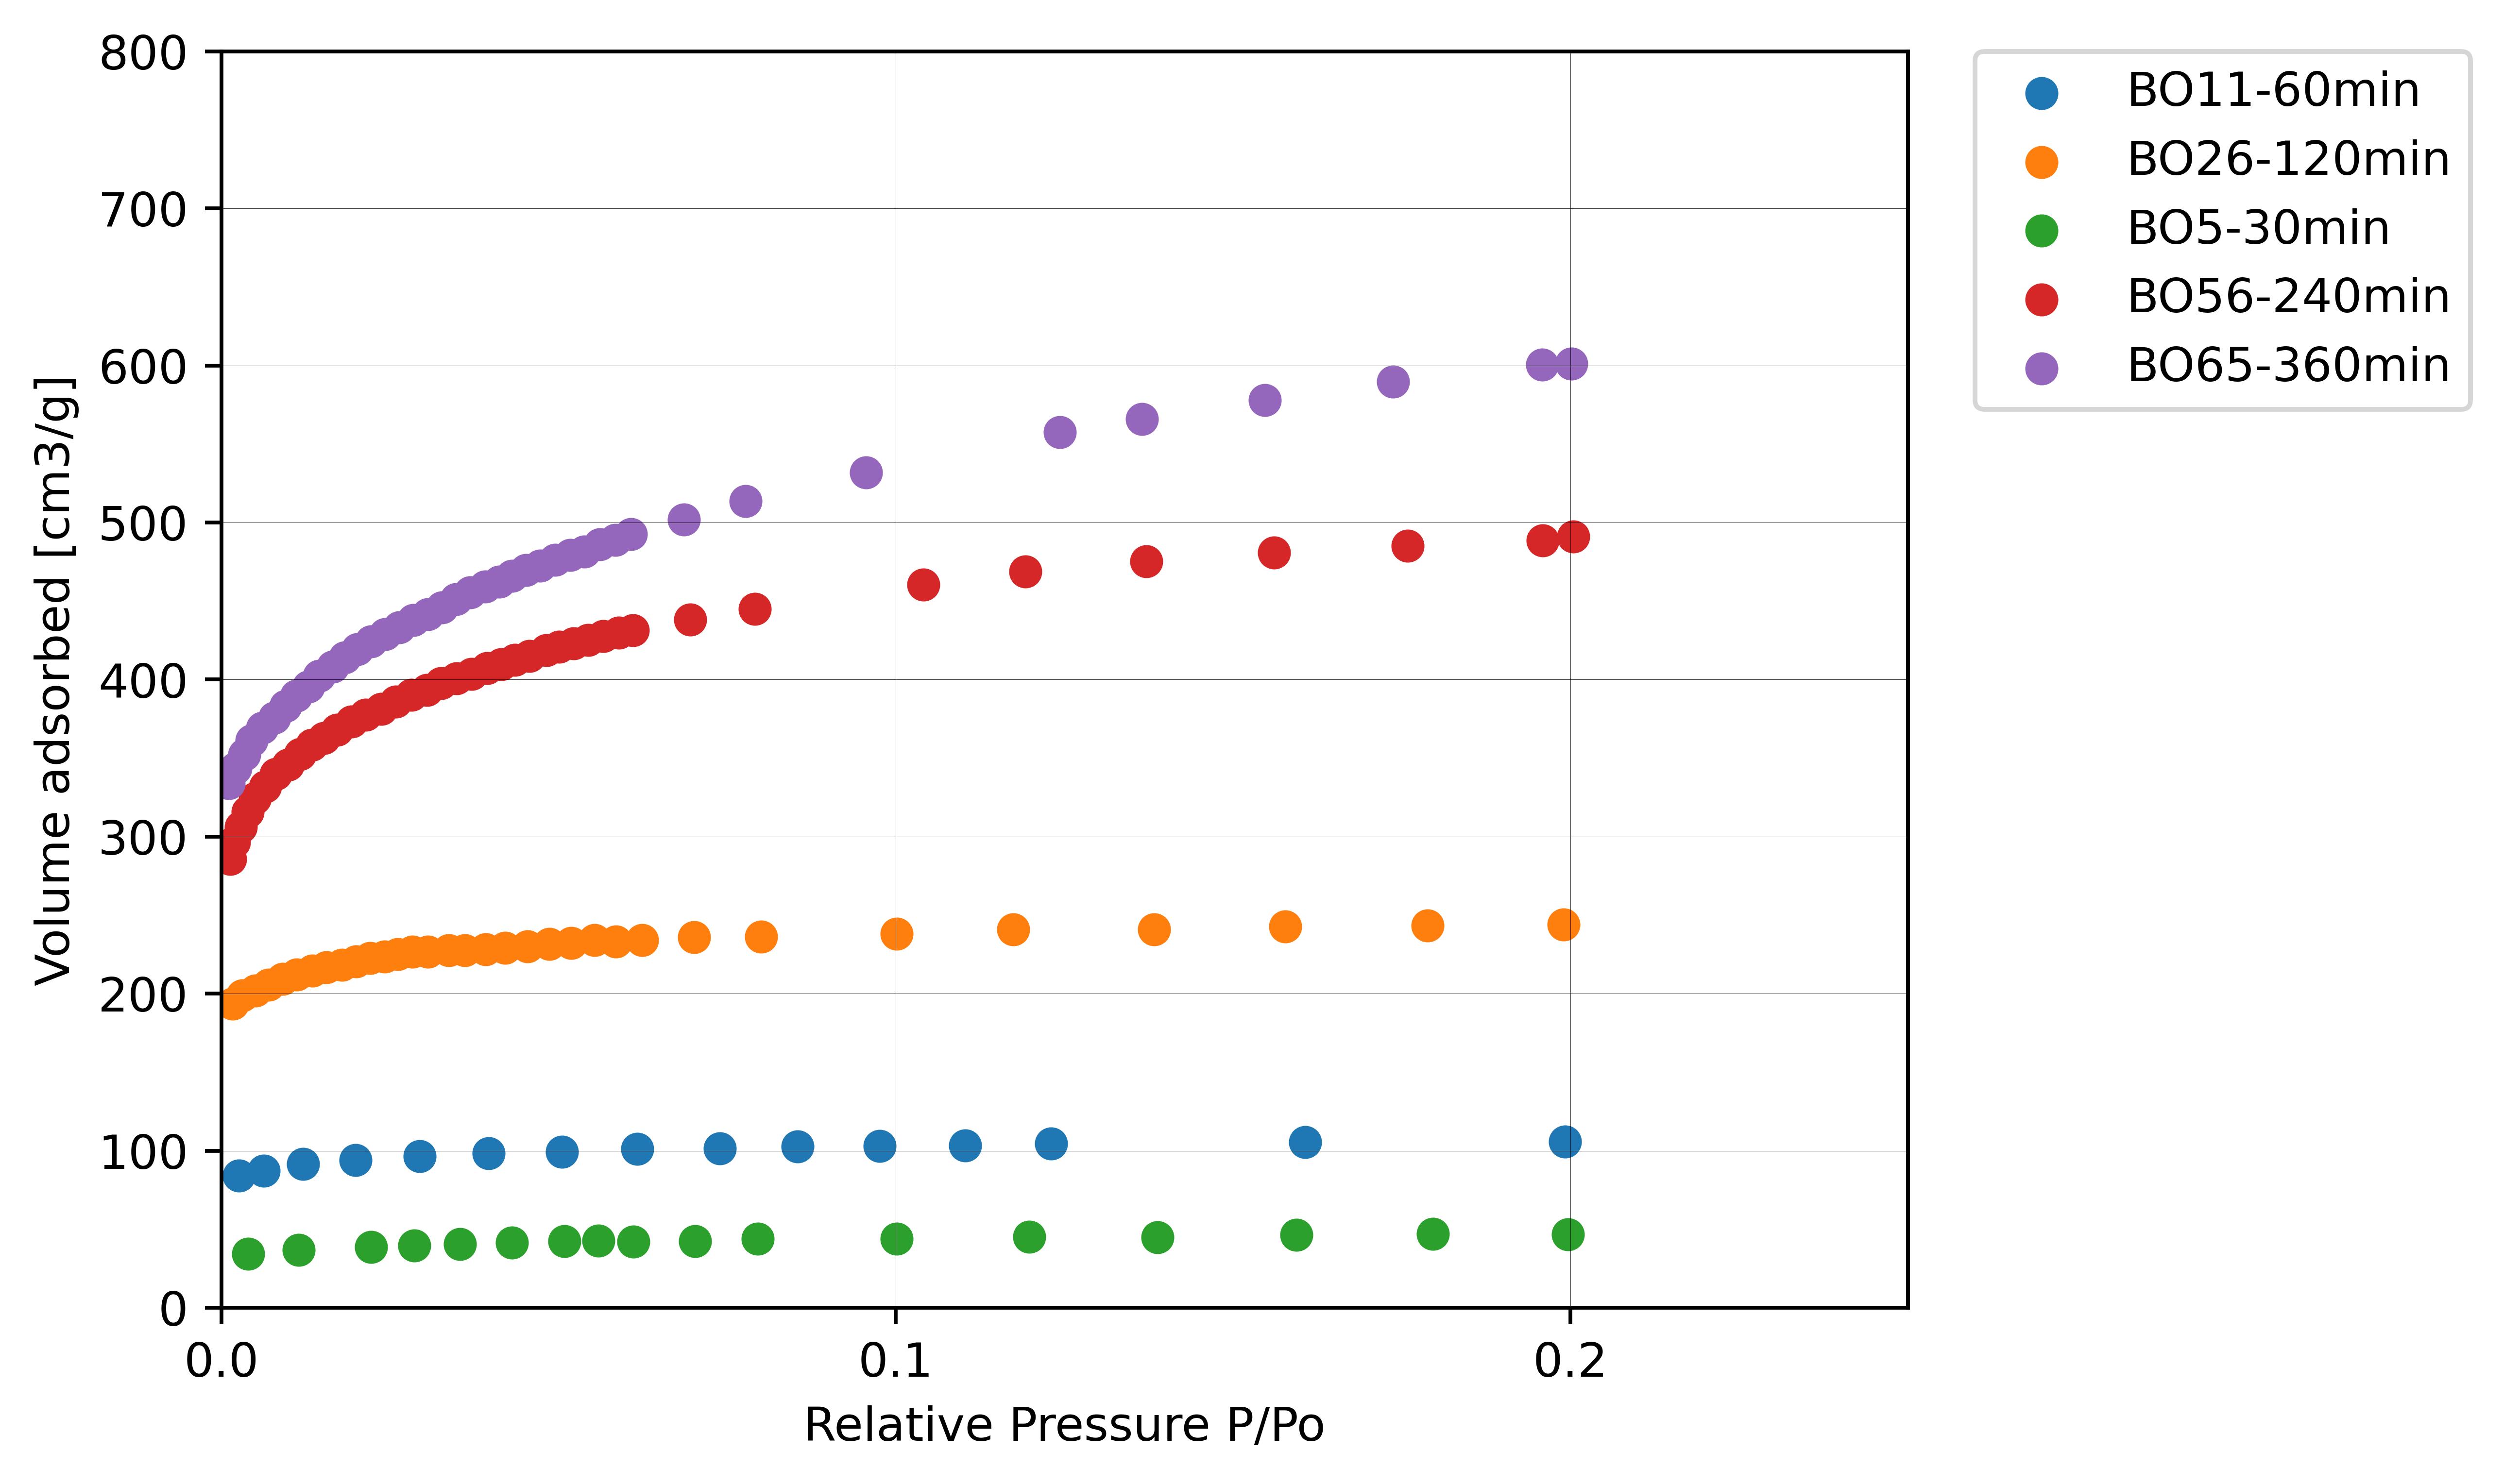 800
700
600
500
400
300
200
100
0
0.0
0.1
0.2
Volume adsorbed [cm3/g]
Relative Pressure P/Po
BO11-60min
BO26-120min
BO5-30min
BO56-240min
BO65-360min